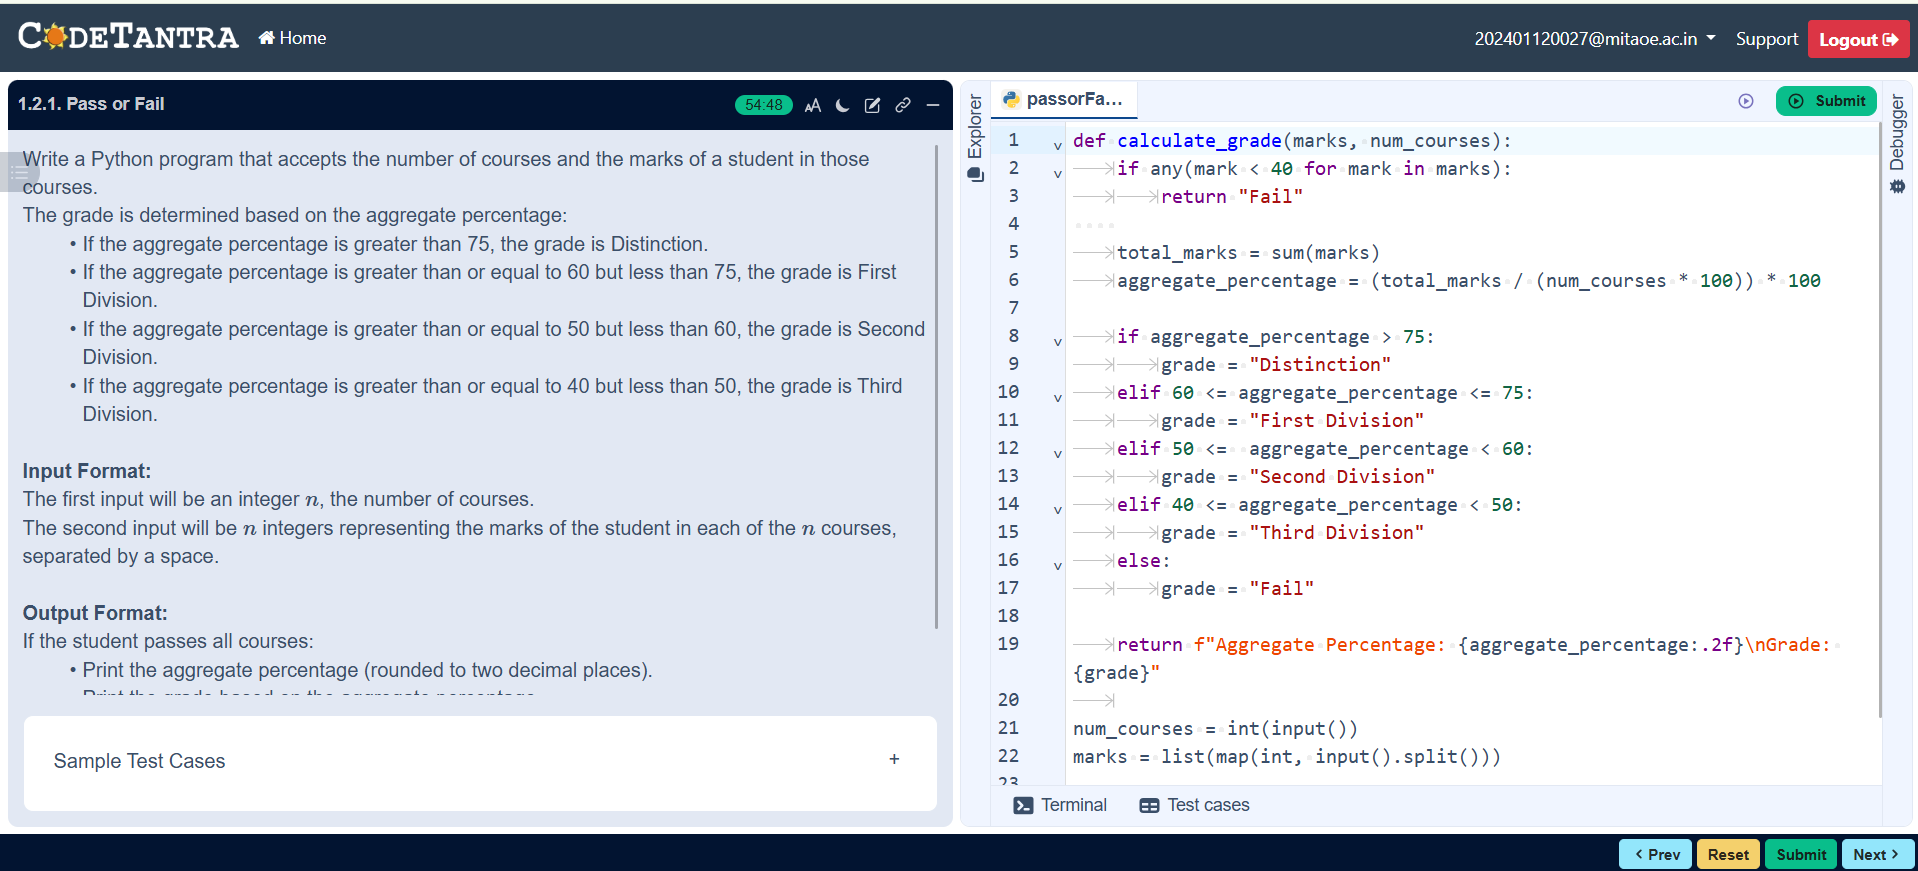 CODETANTRA Home 202401120027@mitaoe.ac.in Support Logout
1.2.1. Pass or Fail 54:48
Write a Python program that accepts the number of courses and the marks of a student in those
courses.
The grade is determined based on the aggregate percentage:
• If the aggregate percentage is greater than 75, the grade is Distinction.
• If the aggregate percentage is greater than or equal to 60 but less than 75, the grade is First
Division.
• If the aggregate percentage is greater than or equal to 50 but less than 60, the grade is Second
Division.
• If the aggregate percentage is greater than or equal to 40 but less than 50, the grade is Third
Division.
Input Format:
The first input will be an integer n, the number of courses.
The second input will be n integers representing the marks of the student in each of the n courses,
separated by a space.
Output Format:
If the student passes all courses:
• Print the aggregate percentage (rounded to two decimal places).
Print the grade based on the aggregate percentage.
Sample Test Cases +
Explorer
passorFa...
Submit
Debugger
1 def calculate_grade(marks, num_courses):
2 if any(mark < 40 for mark in marks):
3 return "Fail"
4
5 total_marks = sum(marks)
6 aggregate_percentage = (total_marks / (num_courses * 100)) * 100
7
8 if aggregate_percentage > 75:
9 grade = "Distinction"
10 elif 60 <= aggregate_percentage <= 75:
11 grade = "First Division"
12 elif 50 <= aggregate_percentage < 60:
13 grade = "Second Division"
14 elif 40 <= aggregate_percentage < 50:
15 grade = "Third Division"
16 else:
17 grade = "Fail"
18
19 return f"Aggregate Percentage: {aggregate_percentage:.2f}\nGrade:
{grade}"
20
21 num_courses = int(input())
22 marks = list(map(int, input().split()))
23
Terminal Test cases
Prev Reset Submit Next